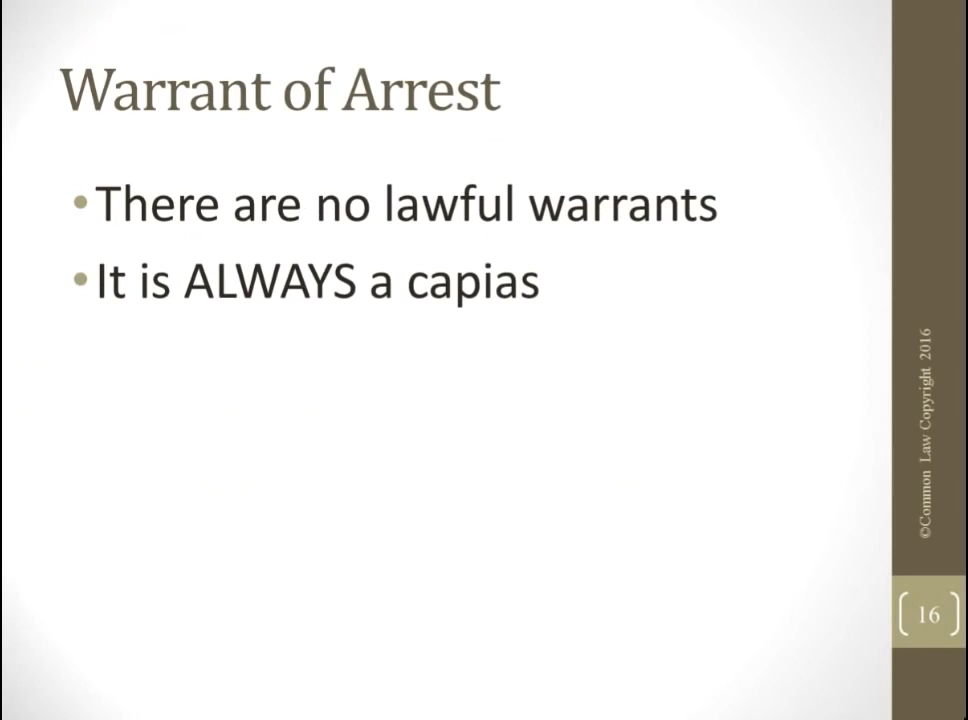 Warrant of Arrest
•There are no lawful warrants
•It is ALWAYS a capias
©Common Law Copyright 2016
16